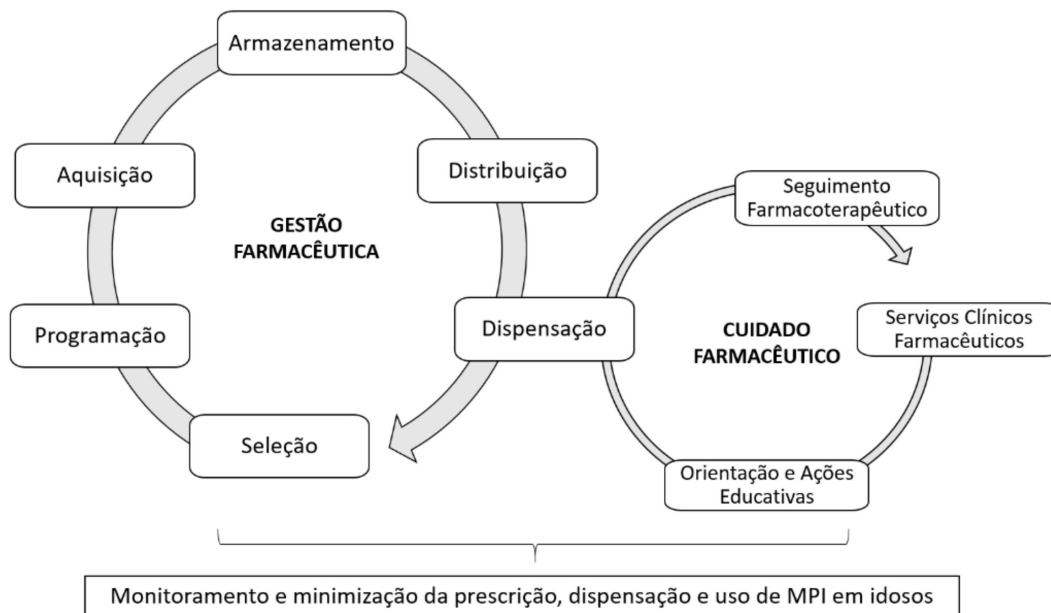 Armazenamento
Aquisição
Distribuição
GESTÃO
FARMACÊUTICA
Programação
Dispensação
Seleção
Seguimento
Farmacoterapêutico
CUIDADO
FARMACÊUTICO
Serviços Clínicos
Farmacêuticos
Orientação e Ações
Educativas
Monitoramento e minimização da prescrição, dispensação e uso de MPI em idosos